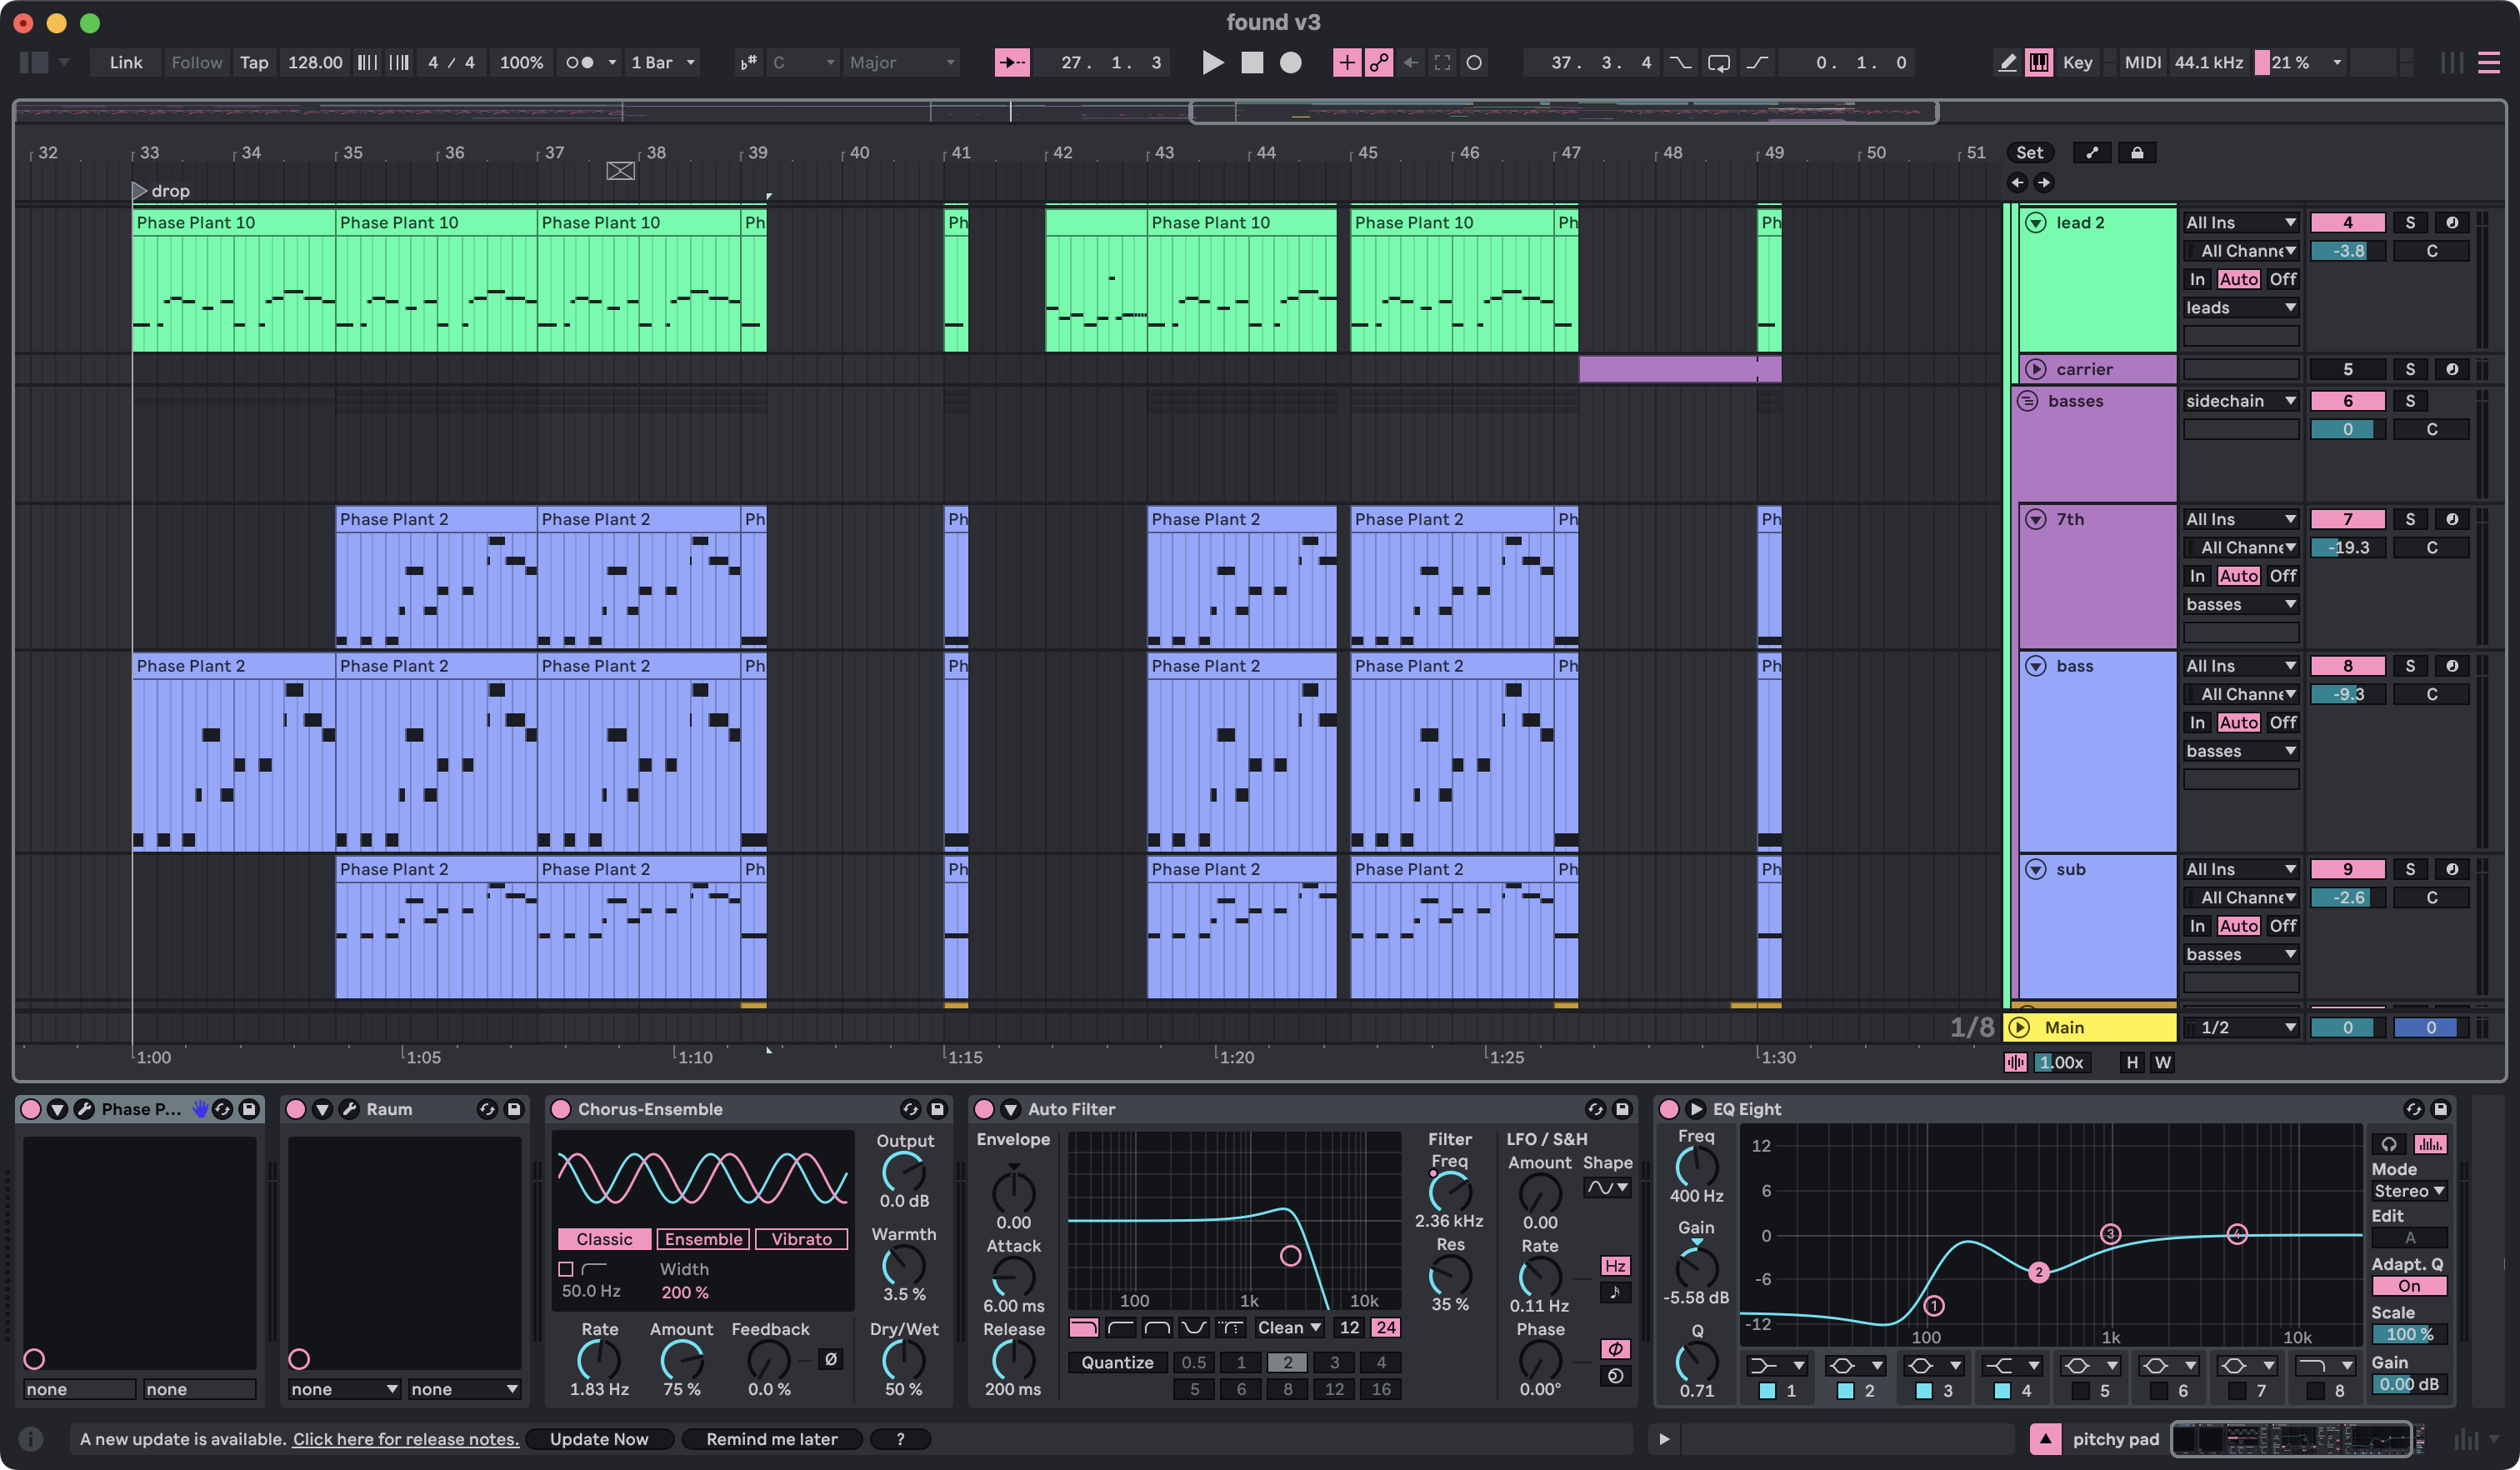 found v3
Link Follow Tap 128.00 4 / 4 100% 1 Bar C Major 27. 1. 3 37. 3. 4 0. 1. 0 Key MIDI 44.1 kHz 21 %
32 33 34 35 36 37 38 39 40 41 42 43 44 45 46 47 48 49 50 51 Set
drop
Phase Plant 10 Phase Plant 10 Phase Plant 10 Ph Ph Phase Plant 10 Phase Plant 10 Ph Ph lead 2 All Ins 4 S
All Channe -3.8 C
In Auto Off
leads
carrier 5 S
basses sidechain 6 S
0 C
Phase Plant 2 Phase Plant 2 Ph Ph Phase Plant 2 Phase Plant 2 Ph Ph 7th All Ins 7 S
All Channe -19.3 C
In Auto Off
basses
Phase Plant 2 Phase Plant 2 Phase Plant 2 Ph Ph Phase Plant 2 Phase Plant 2 Ph Ph bass All Ins 8 S
All Channe -9.3 C
In Auto Off
basses
Phase Plant 2 Phase Plant 2 Ph Ph Phase Plant 2 Phase Plant 2 Ph Ph sub All Ins 9 S
All Channe -2.6 C
In Auto Off
basses
1/8 Main 1/2 0 0
1:00 1:05 1:10 1:15 1:20 1:25 1:30 1.00x H W
Phase P...
none none
Raum
none none
Chorus-Ensemble
Output
0.0 dB
Classic Ensemble Vibrato
Warmth
3.5 %
Width
50.0 Hz 200 %
Rate Amount Feedback Dry/Wet
Ø
1.83 Hz 75 % 0.0 % 50 %
Auto Filter
Envelope
0.00
Attack
6.00 ms
Release
200 ms
100 1k 10k
Clean 12 24
Quantize 0.5 1 2 3 4
5 6 8 12 16
Filter
Freq
2.36 kHz
Res
35 %
LFO / S&H
Amount Shape
0.00
Rate
Hz
0.11 Hz
Phase
0.00°
EQ Eight
Freq
400 Hz
Gain
-5.58 dB
Q
0.71
12
6
0
-6
-12
1 2 3 4
100 1k 10k
1 2 3 4 5 6 7 8
Mode
Stereo
Edit
A
Adapt. Q
On
Scale
100 %
Gain
0.00 dB
A new update is available. Click here for release notes. Update Now Remind me later ? pitchy pad